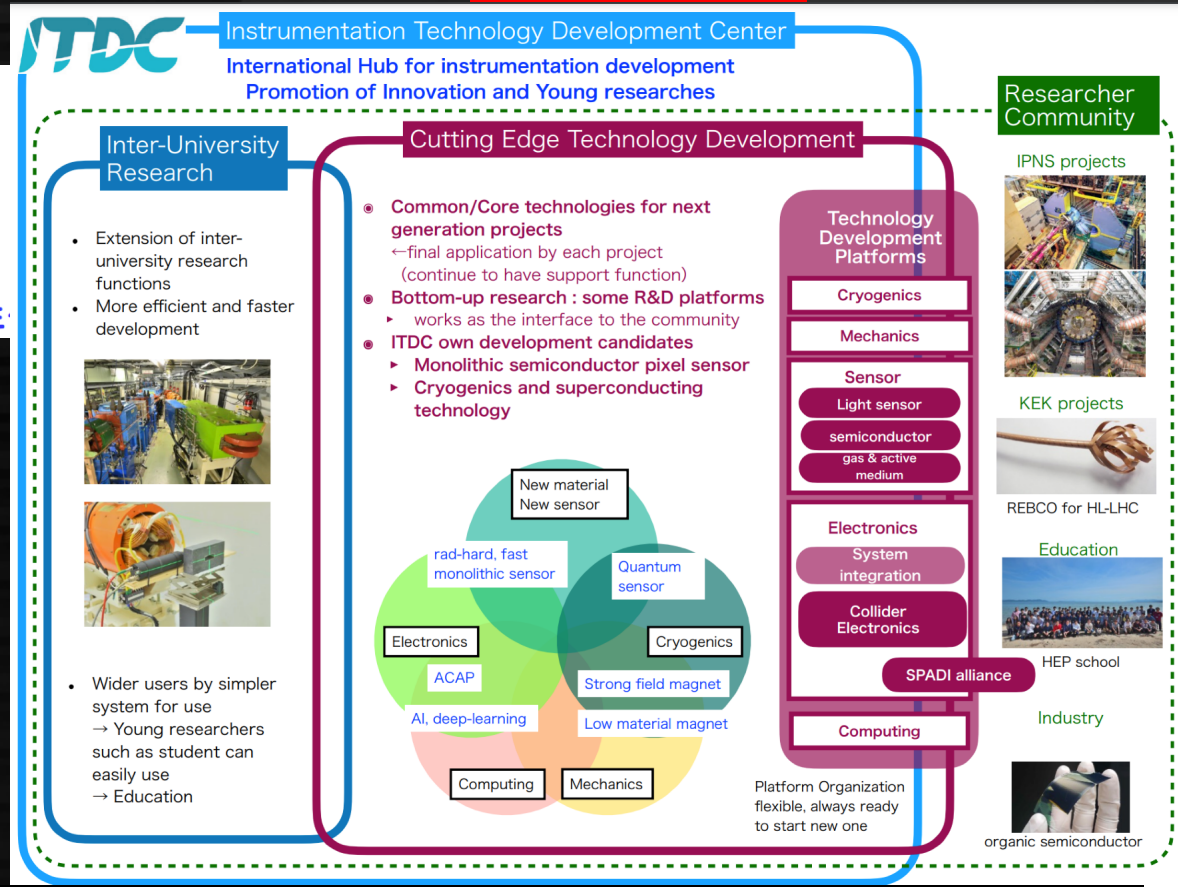 ITDC
Instrumentation Technology Development Center
International Hub for instrumentation development
Promotion of Innovation and Young researches
Researcher
Community
Inter-University
Research
Cutting Edge Technology Development
• Extension of inter-
university research
functions
• More efficient and faster
development
• Wider users by simpler
system for use
→ Young researchers
such as student can
easily use
→ Education
◉ Common/Core technologies for next
generation projects
←final application by each project
(continue to have support function)
◉ Bottom-up research : some R&D platforms
▸ works as the interface to the community
◉ ITDC own development candidates
▸ Monolithic semiconductor pixel sensor
▸ Cryogenics and superconducting
technology
New material
New sensor
rad-hard, fast
monolithic sensor
Quantum
sensor
Electronics
Cryogenics
ACAP
Strong field magnet
AI, deep-learning
Low material magnet
Computing
Mechanics
Technology
Development
Platforms
Cryogenics
Mechanics
Sensor
Light sensor
semiconductor
gas & active
medium
Electronics
System
integration
Collider
Electronics
SPADI alliance
Computing
Platform Organization
flexible, always ready
to start new one
IPNS projects
KEK projects
REBCO for HL-LHC
Education
HEP school
Industry
organic semiconductor